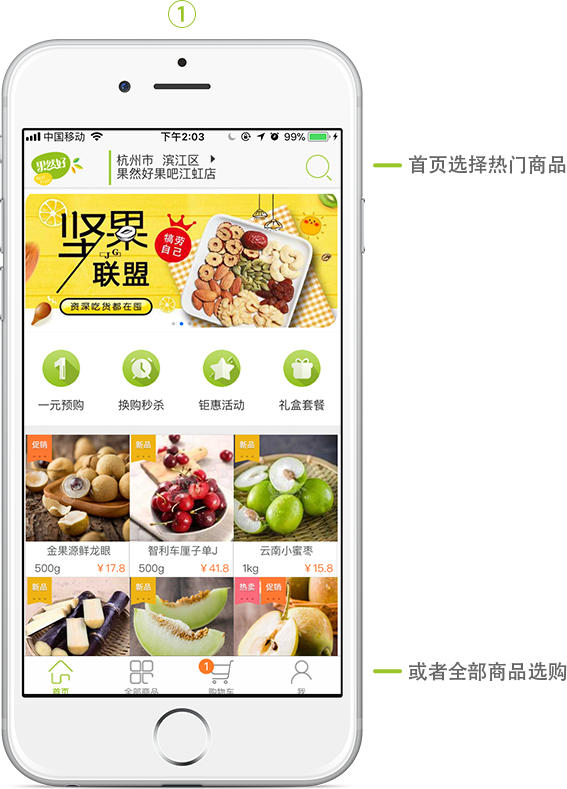 ①
中国移动
下午2:03
99%
果然好
杭州市 滨江区
果然好果吧江虹店
首页选择热门商品
坚果
J.G
联盟
犒劳
自己
资深吃货都在囤
1
一元预购
换购秒杀
钜惠活动
礼盒套餐
促销
新品
新品
金果源鲜龙眼
智利车厘子单J
云南小蜜枣
500g
¥17.8
500g
¥41.8
1kg
¥15.8
新品
新品
热卖
促销
1
首页
全部商品
购物车
我
或者全部商品选购